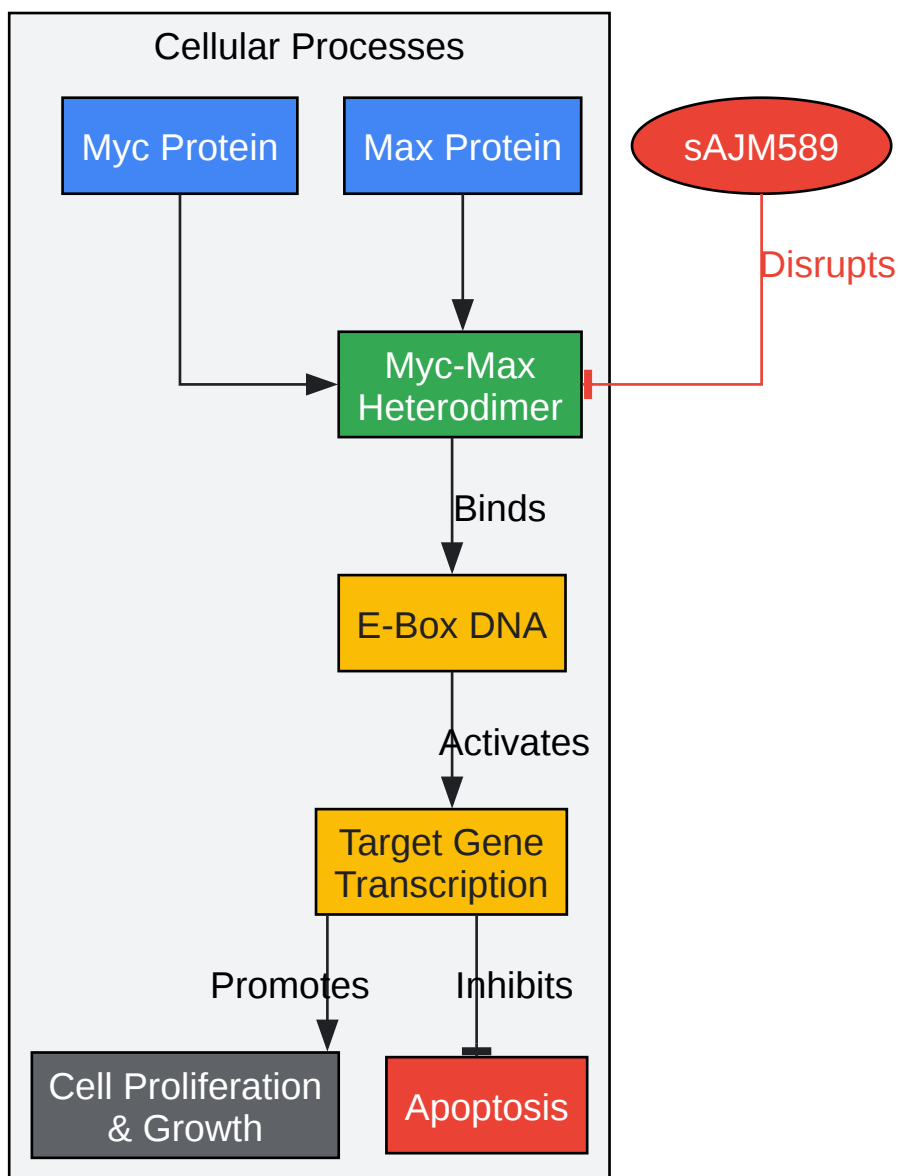 Cellular Processes
Myc Protein
Max Protein
sAJM589
Disrupts
Myc-Max
Heterodimer
Binds
E-Box DNA
Activates
Target Gene
Transcription
Promotes
Inhibits
Cell Proliferation
& Growth
Apoptosis